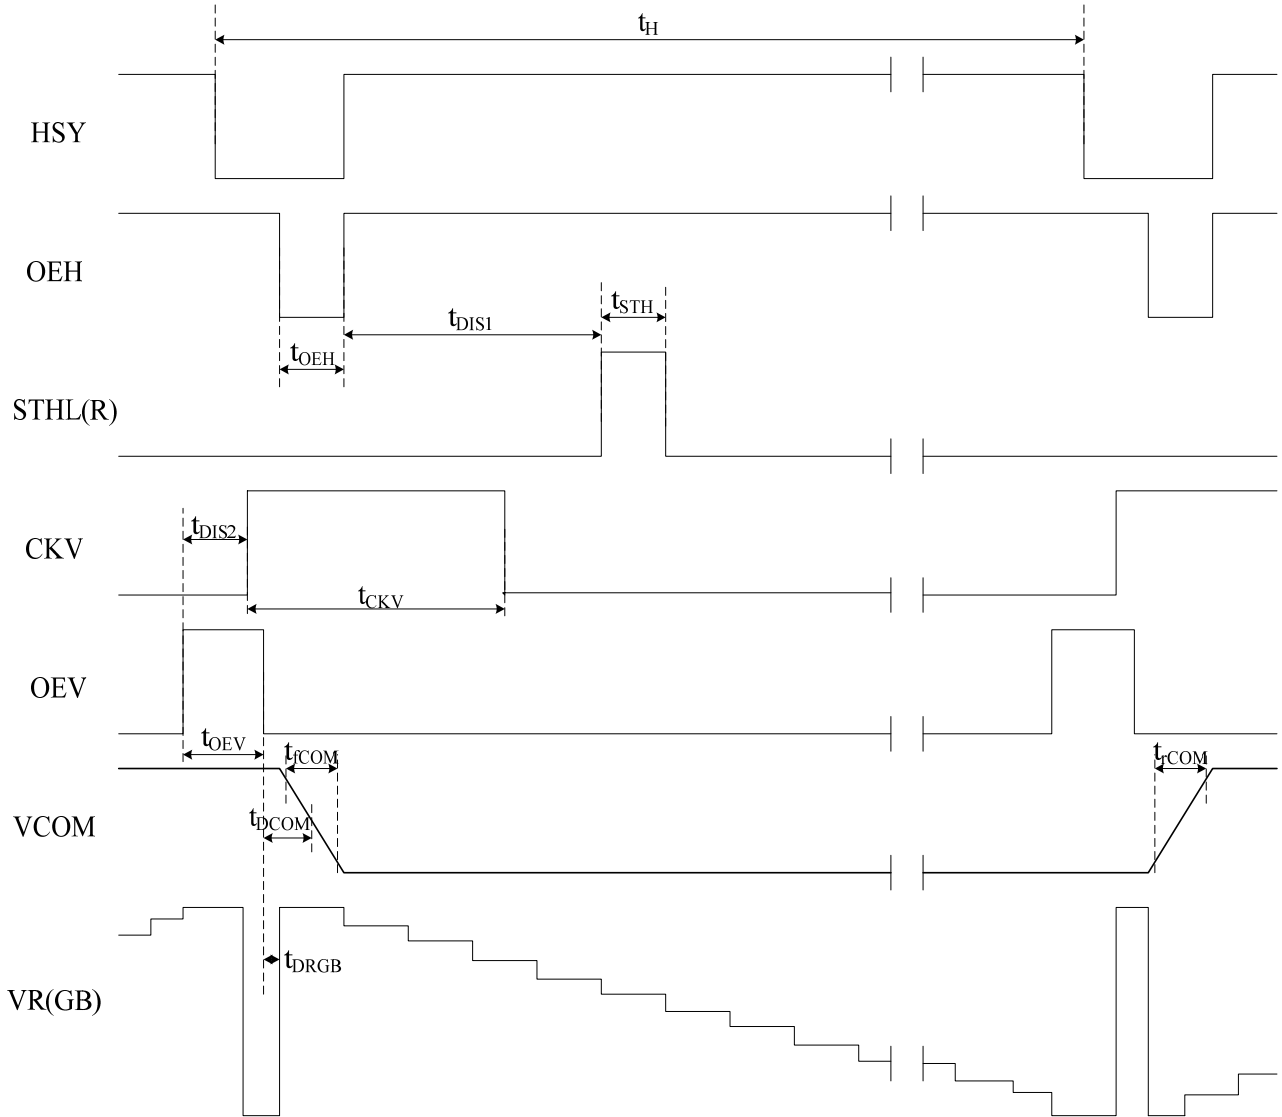 tH
HSY
OEH
tSTH
tDIS1
tOEH
STHL(R)
tDIS2
CKV
tCKV
OEV
tOEV
tfCOM
trCOM
tDCOM
VCOM
tDRGB
VR(GB)